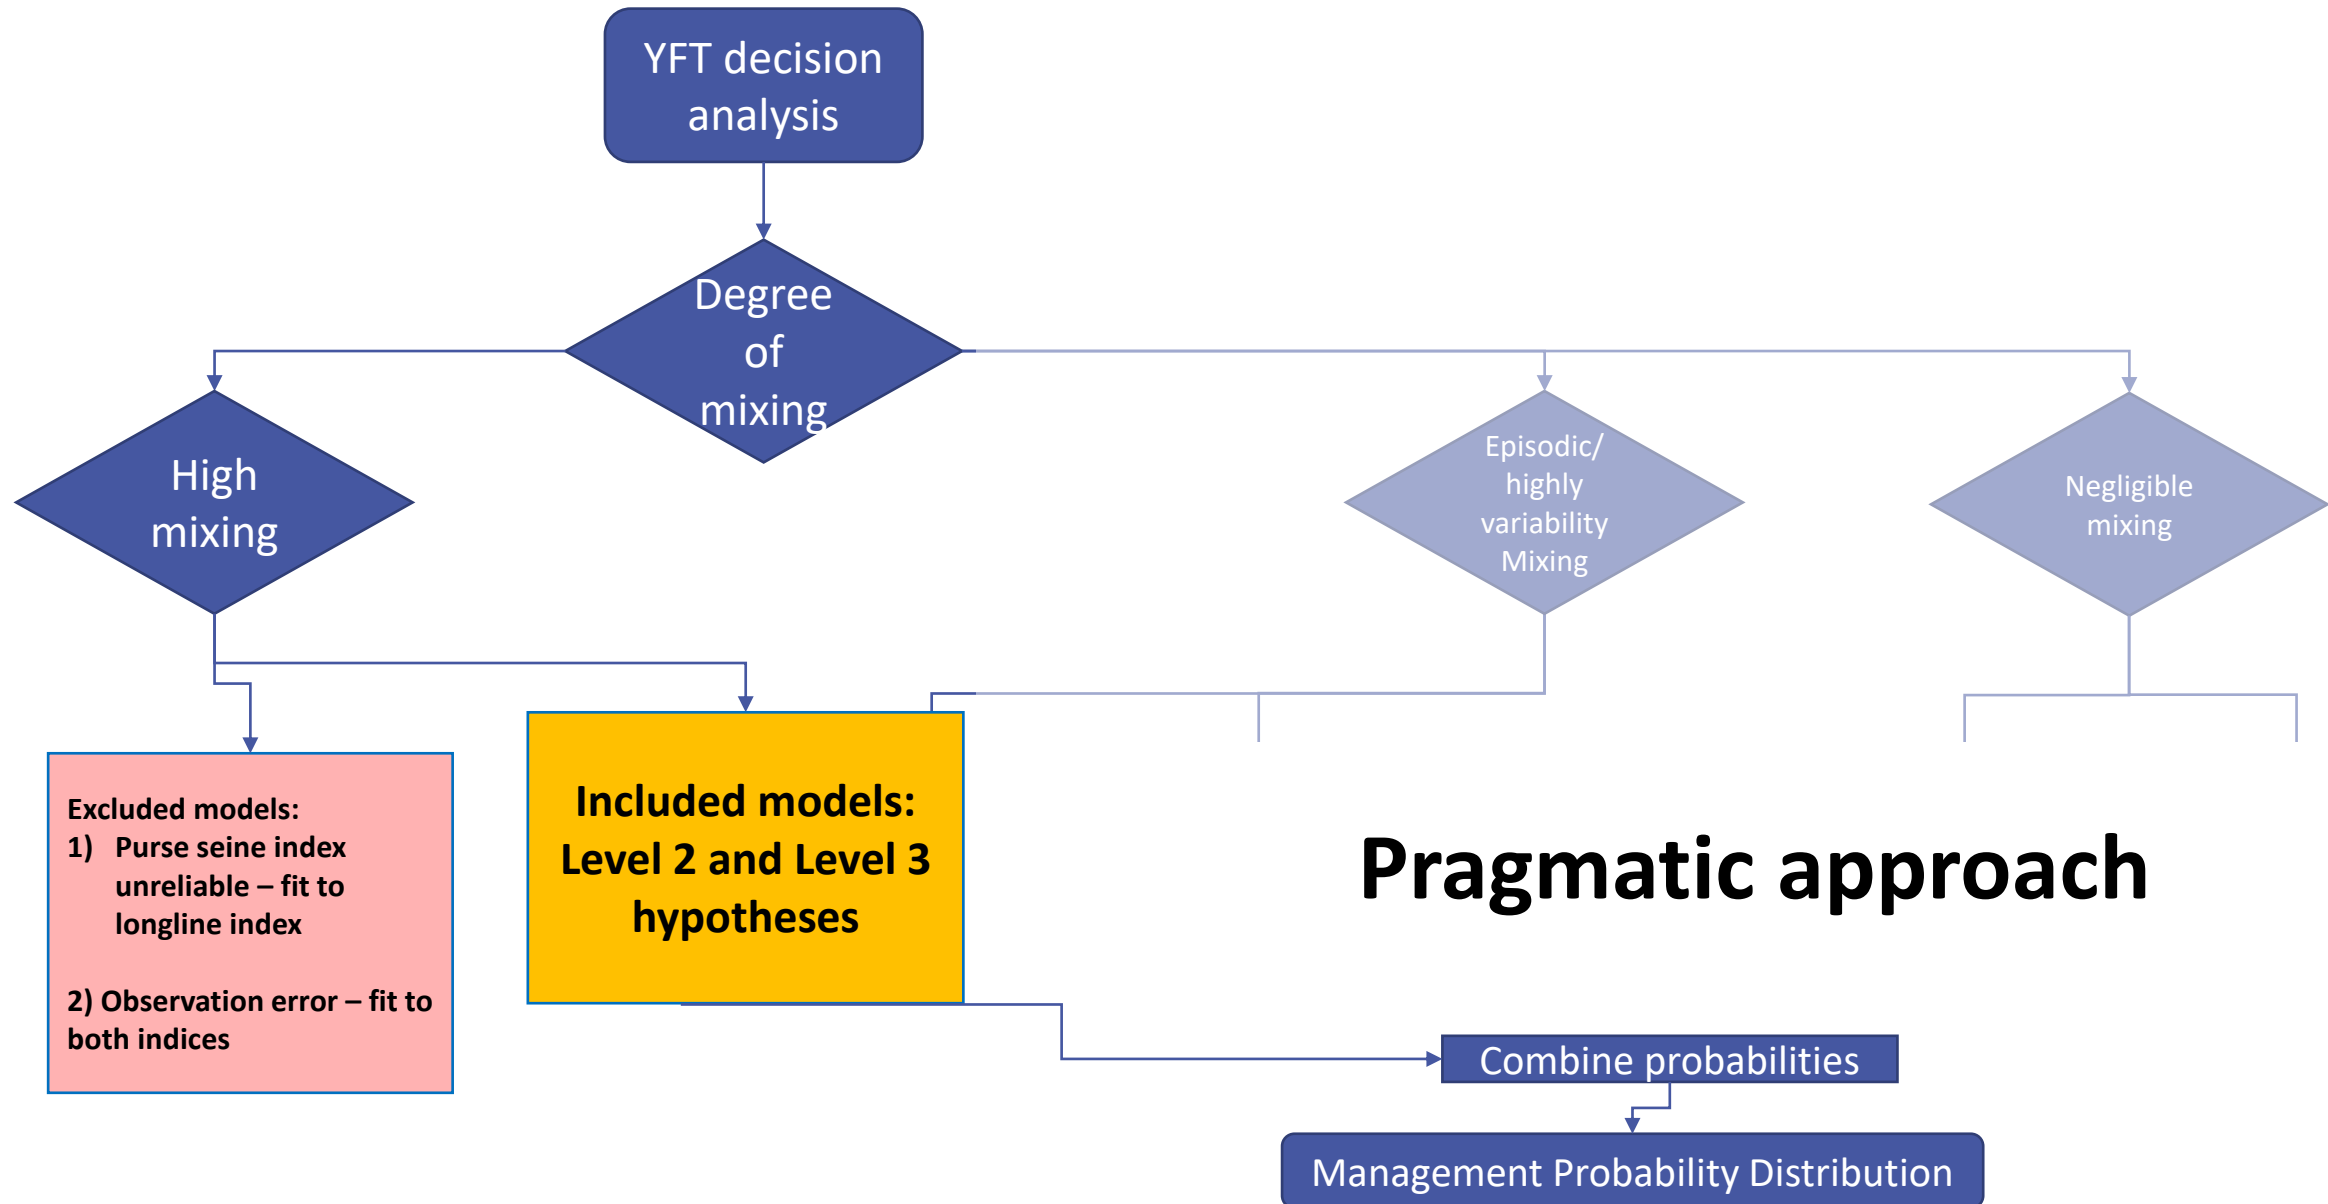 YFT decision
analysis
Degree
of
mixing
High
mixing
Episodic/
highly
variability
Mixing
Negligible
mixing
Excluded models:
1) Purse seine index
unreliable – fit to
longline index
2) Observation error – fit to
both indices
Included models:
Level 2 and Level 3
hypotheses
Pragmatic approach
Combine probabilities
Management Probability Distribution